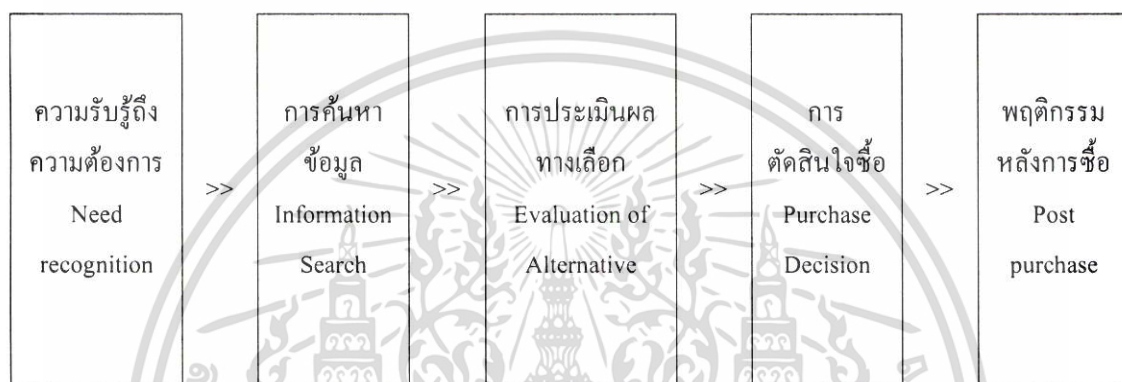 ความรับรู้ถึง
ความต้องการ
Need
recognition
>>
การค้นหา
ข้อมูล
Information
Search
>>
การประเมินผล
ทางเลือก
Evaluation of
Alternative
>>
การ
ตัดสินใจซื้อ
Purchase
Decision
>>
พฤติกรรม
หลังการซื้อ
Post
purchase